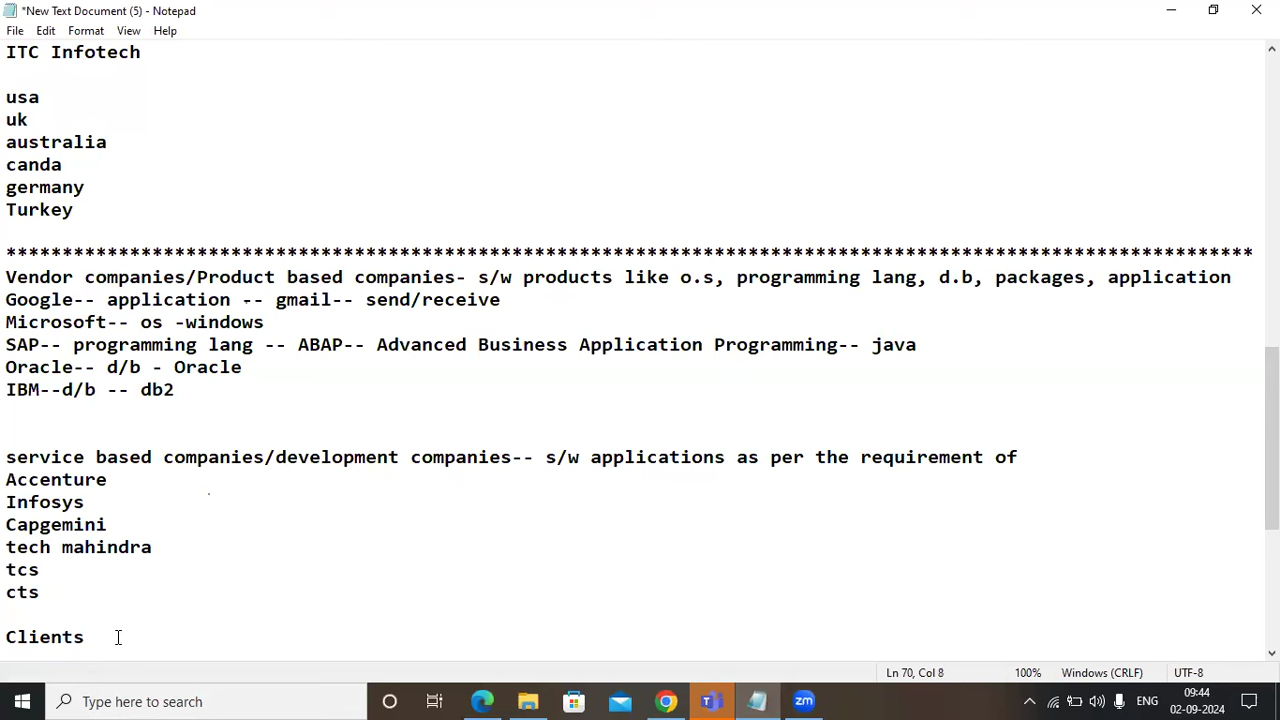 *New Text Document (5) - Notepad
File Edit Format View Help
ITC Infotech
usa
uk
australia
canda
germany
Turkey
***************************************************************************************************************
Vendor companies/Product based companies- s/w products like o.s, programming lang, d.b, packages, application
Google-- application -- gmail-- send/receive
Microsoft-- os -windows
SAP-- programming lang -- ABAP-- Advanced Business Application Programming-- java
Oracle-- d/b - Oracle
IBM--d/b -- db2
service based companies/development companies-- s/w applications as per the requirement of
Accenture
Infosys
Capgemini
tech mahindra
tcs
cts
Clients
Ln 70, Col 8 100% Windows (CRLF) UTF-8
Type here to search zm ENG 09:44
02-09-2024